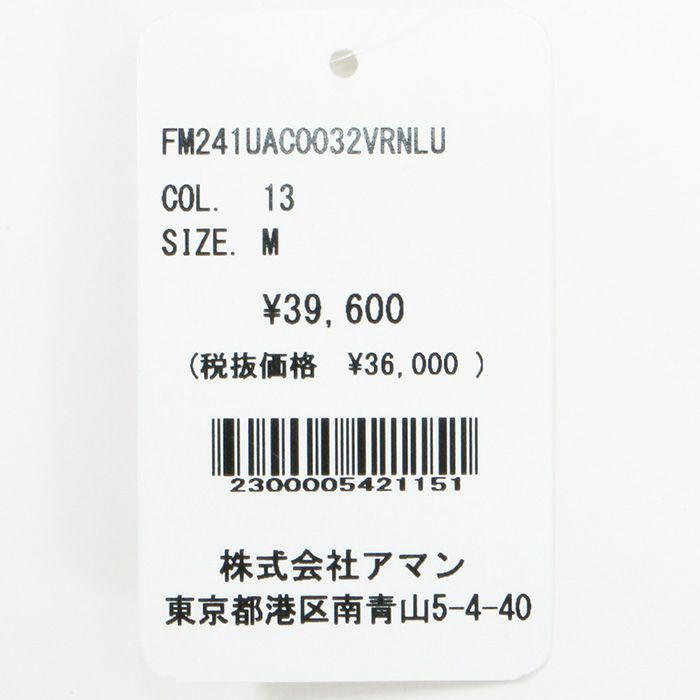 FM241UAC0032VRNLU
COL. 13
SIZE. M
¥39,600
(税抜価格 ¥36,000 )
2300005421151
株式会社アマン
東京都港区南青山5-4-40